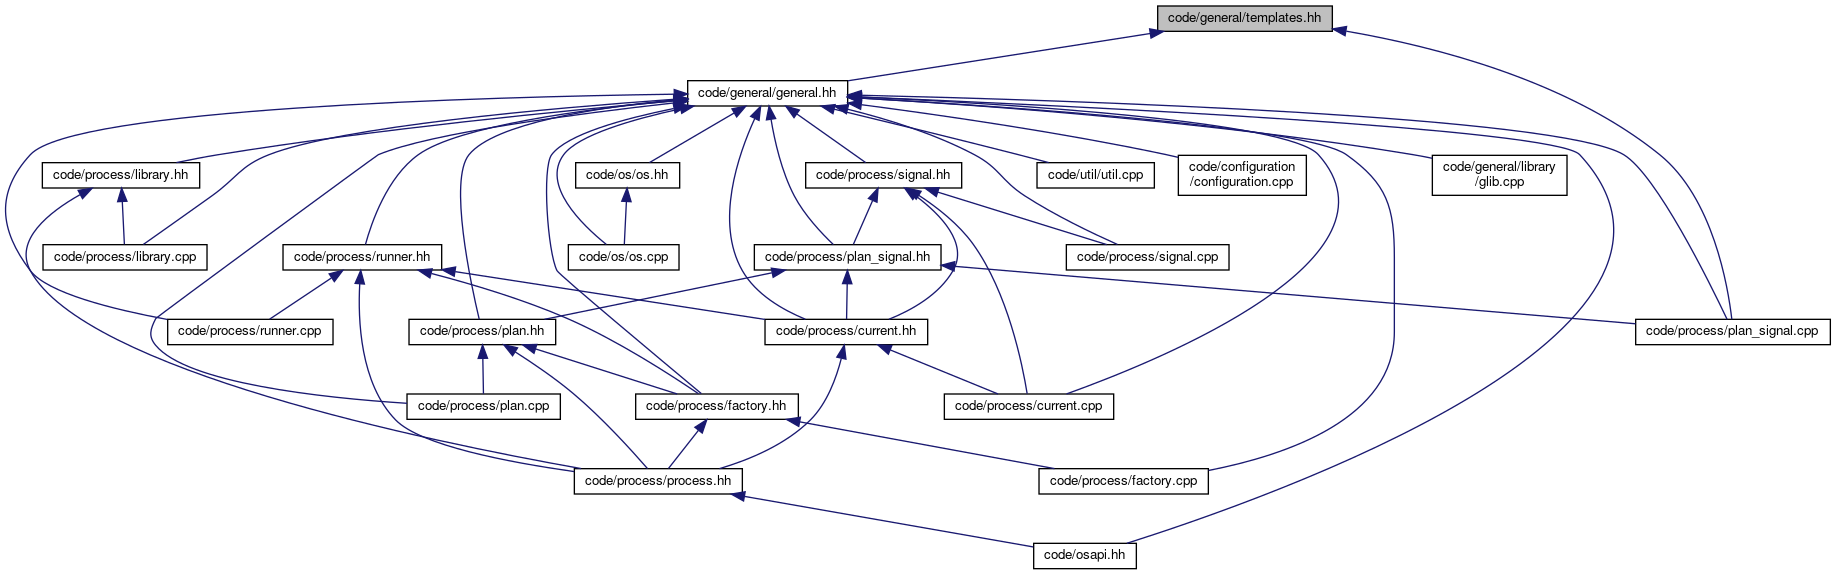 code/general/templates.hh
code/general/general.hh
code/process/library.hh
code/os/os.hh
code/process/signal.hh
code/util/util.cpp
code/configuration
/configuration.cpp
code/general/library
/glib.cpp
code/process/library.cpp
code/process/runner.hh
code/os/os.cpp
code/process/plan_signal.hh
code/process/signal.cpp
code/process/runner.cpp
code/process/plan.hh
code/process/current.hh
code/process/plan_signal.cpp
code/process/plan.cpp
code/process/factory.hh
code/process/current.cpp
code/process/process.hh
code/process/factory.cpp
code/osapi.hh